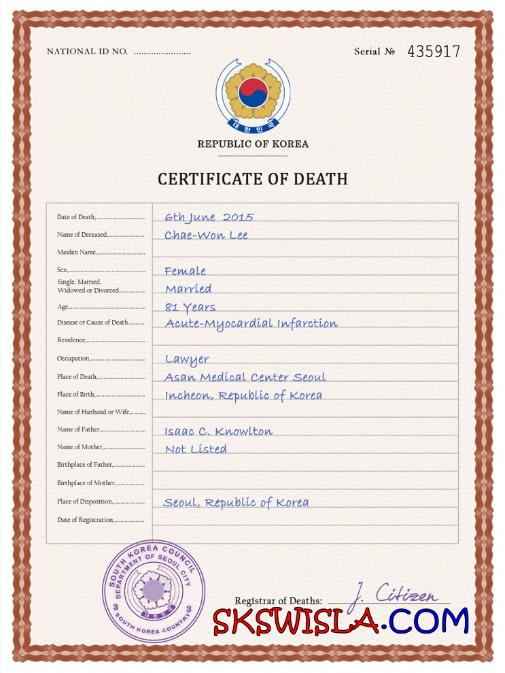 NATIONAL ID NO. ........................
Serial № 435917
대한민국
REPUBLIC OF KOREA
CERTIFICATE OF DEATH
Date of Death, 6th June 2015
Name of Deceased Chae-Won Lee
Maiden Name
Sex, Female
Single, Married, Widowed or Divorced Married
Age, 81 Years
Disease or Cause of Death Acute-Myocardial Infarction
Residence,
Occupation, Lawyer
Place of Death, Asan Medical Center Seoul
Place of Birth, Incheon, Republic of Korea
Name of Husband or Wife,
Name of Father, Isaac C. Knowlton
Name of Mother, Not Listed
Birthplace of Father,
Birthplace of Mother,
Place of Disposition, Seoul, Republic of Korea
Date of Registration,
SOUTH KOREA COUNCIL
DEPARTMENT OF SEOUL CITY
SOUTH KOREA COUNTRY
Registrar of Deaths: J. Citizen
SKSWISLA.COM